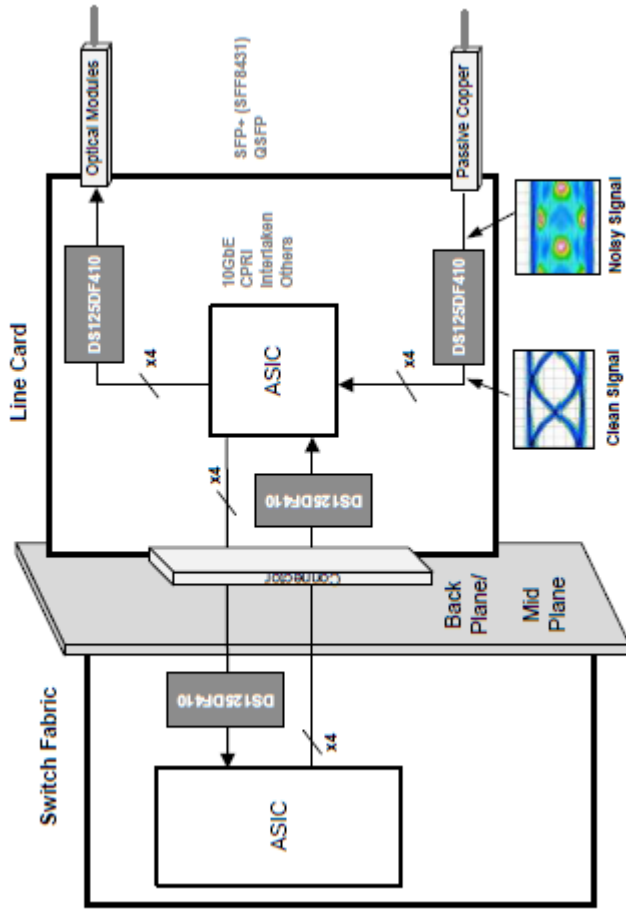 Switch Fabric
Line Card
ASIC
DS125DF410
x4
Back
Plane/
Mid
Plane
Connector
x4
DS125DF410
ASIC
x4
DS125DF410
Optical Modules
10GbE
CPRI
Interlaken
Others
SFP+ (SFF8431)
QSFP
x4
DS125DF410
Passive Copper
Clean Signal
Noisy Signal